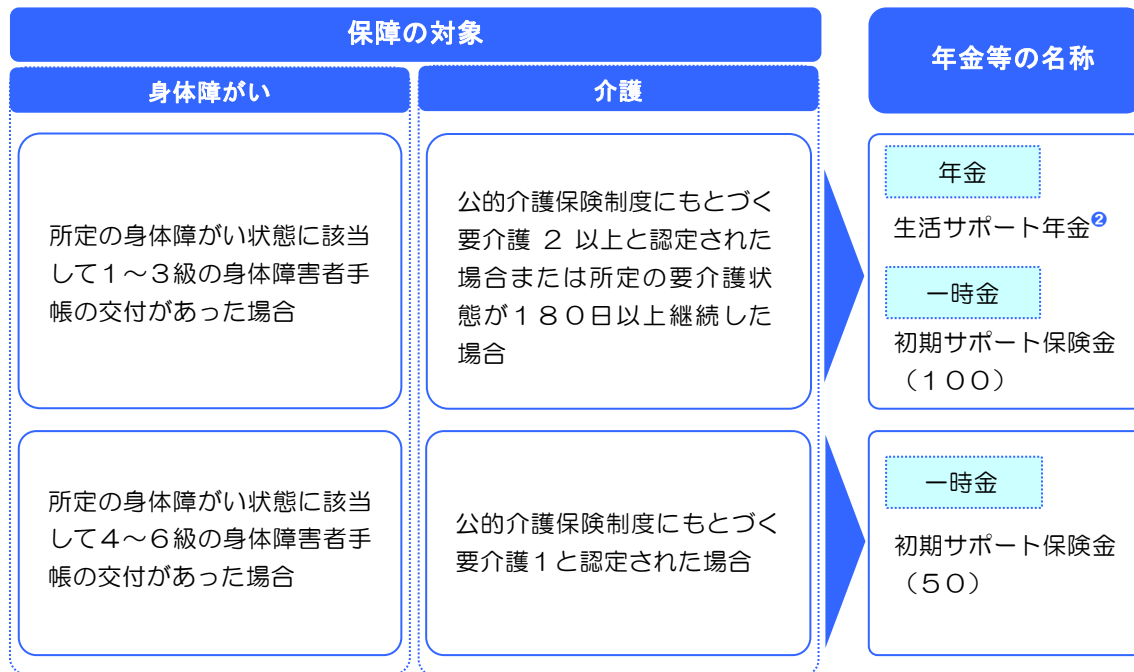 保障の対象
年金等の名称
身体障がい
介護
所定の身体障がい状態に該当
して１～３級の身体障害者手
帳の交付があった場合
公的介護保険制度にもとづく
要介護 ２ 以上と認定された
場合または所定の要介護状
態が１８０日以上継続した
場合
年金
生活サポート年金❷
一時金
初期サポート保険金
（１００）
所定の身体障がい状態に該当
して４～６級の身体障害者手
帳の交付があった場合
公的介護保険制度にもとづく
要介護１と認定された場合
一時金
初期サポート保険金
（５０）